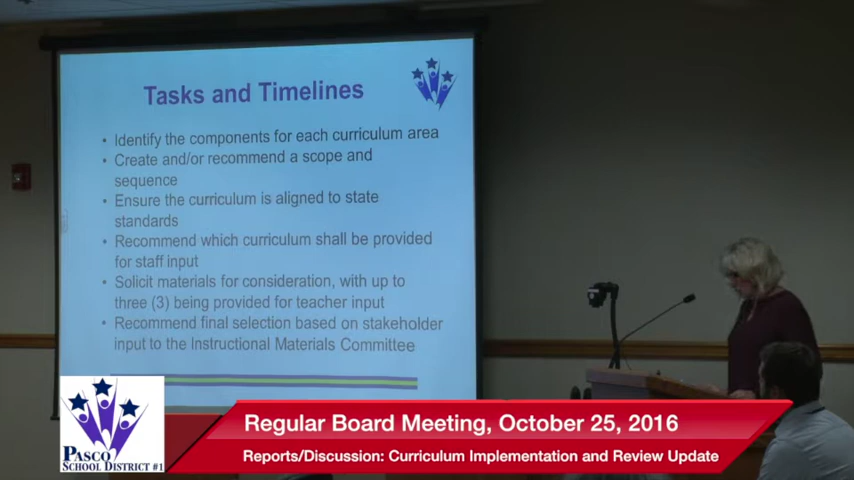 Tasks and Timelines
• Identify the components for each curriculum area
• Create and/or recommend a scope and
sequence
• Ensure the curriculum is aligned to state
standards
• Recommend which curriculum shall be provided
for staff input
• Solicit materials for consideration, with up to
three (3) being provided for teacher input
• Recommend final selection based on stakeholder
input to the Instructional Materials Committee
PASCO
SCHOOL DISTRICT #1
Regular Board Meeting, October 25, 2016
Reports/Discussion: Curriculum Implementation and Review Update